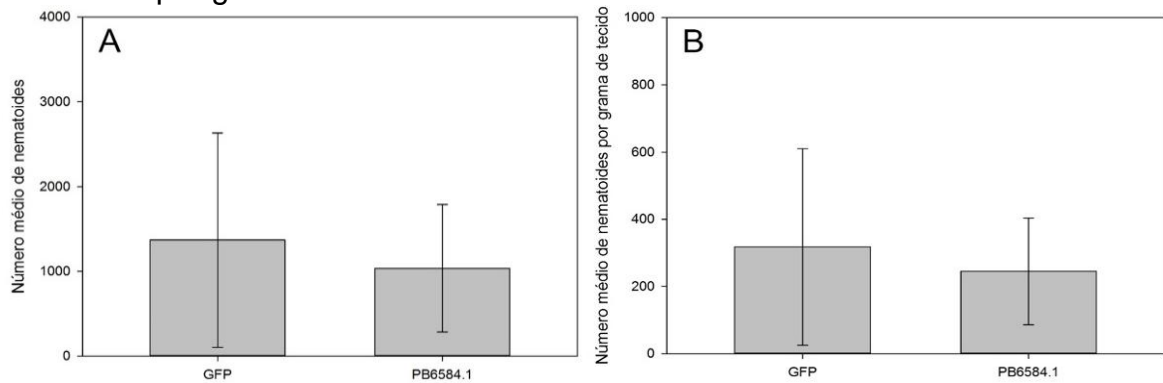 A
Número médio de nematoides
4000
3000
2000
1000
0
GFP
PB6584.1
B
Número médio de nematoides por grama de tecido
1000
800
600
400
200
0
GFP
PB6584.1